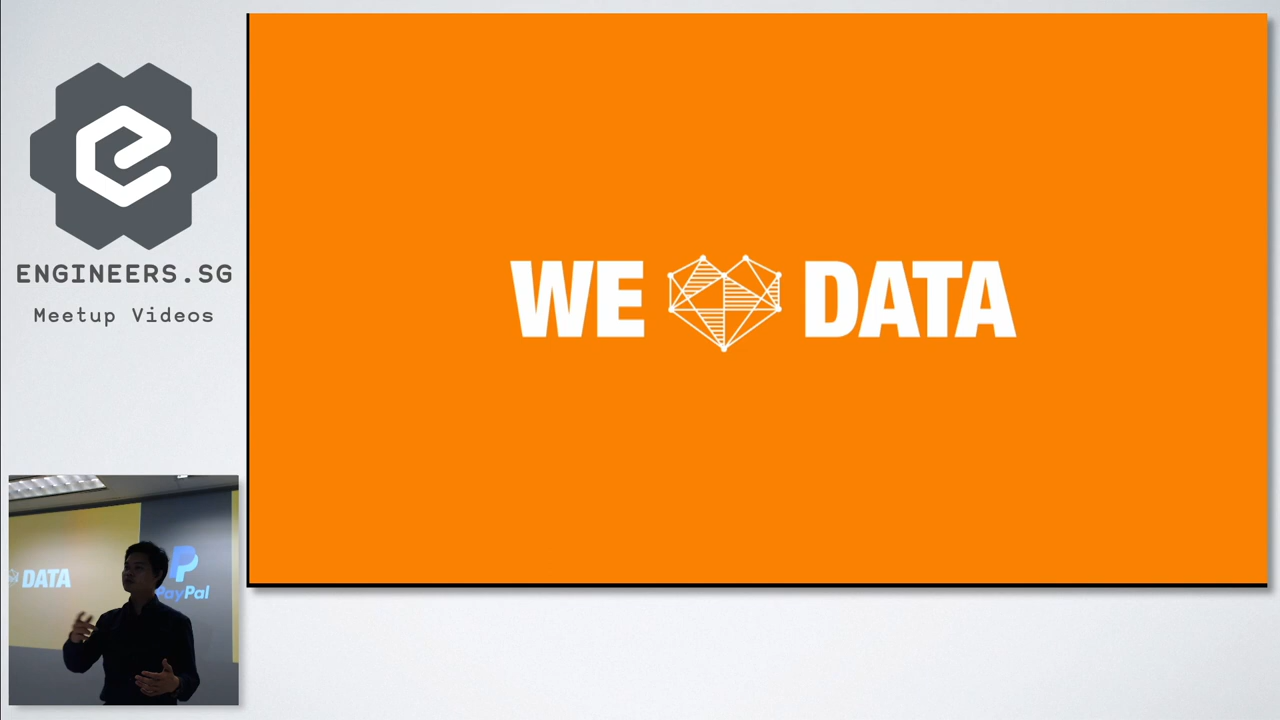 ENGINEERS.SG
Meetup Videos
WE DATA
DATA
PayPal